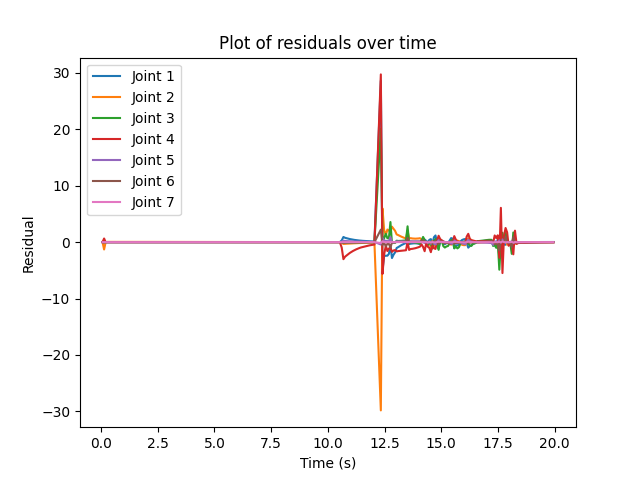 Plot of residuals over time
Residual
30
20
10
0
−10
−20
−30
Joint 1
Joint 2
Joint 3
Joint 4
Joint 5
Joint 6
Joint 7
0.0 2.5 5.0 7.5 10.0 12.5 15.0 17.5 20.0
Time (s)